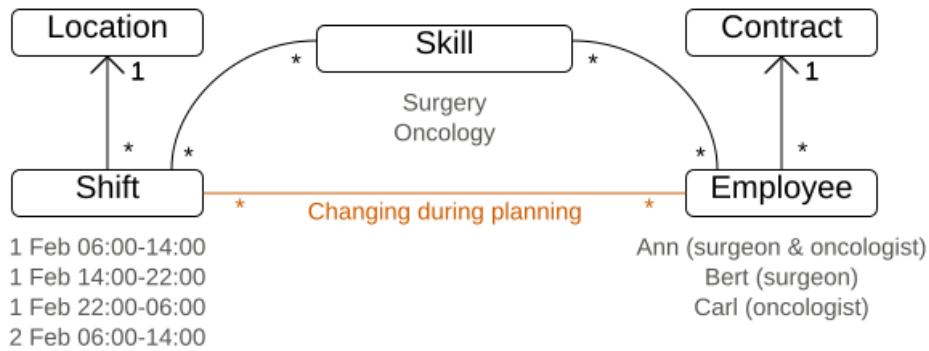 Location
Skill
Contract
* 1
* *
* 1
Surgery
Oncology
* *
* *
Shift
Employee
* Changing during planning *
1 Feb 06:00-14:00
1 Feb 14:00-22:00
1 Feb 22:00-06:00
2 Feb 06:00-14:00
Ann (surgeon & oncologist)
Bert (surgeon)
Carl (oncologist)